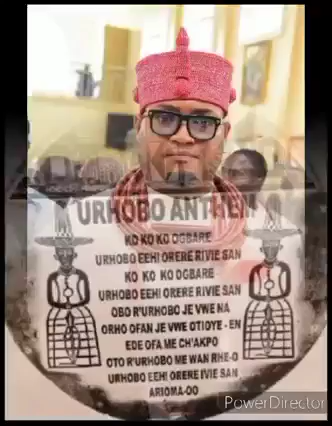 URHOBO ANTHEM
KO KO KO OGBARE
URHOBO EEHI ORERE RIVIE SAN
KO KO KO OGBARE
URHOBO EEHI ORERE RIVIE SAN
OBO R'URHOBO JE VWE NA
ORHO OFAN JE VWE OTIOYE - EN
EDE OFA ME CH'AKPO
OTO R'URHOBO ME WAN RHE-O
URHOBO EEHI ORERE IVIE SAN
ARIOMA-OO
PowerDirector